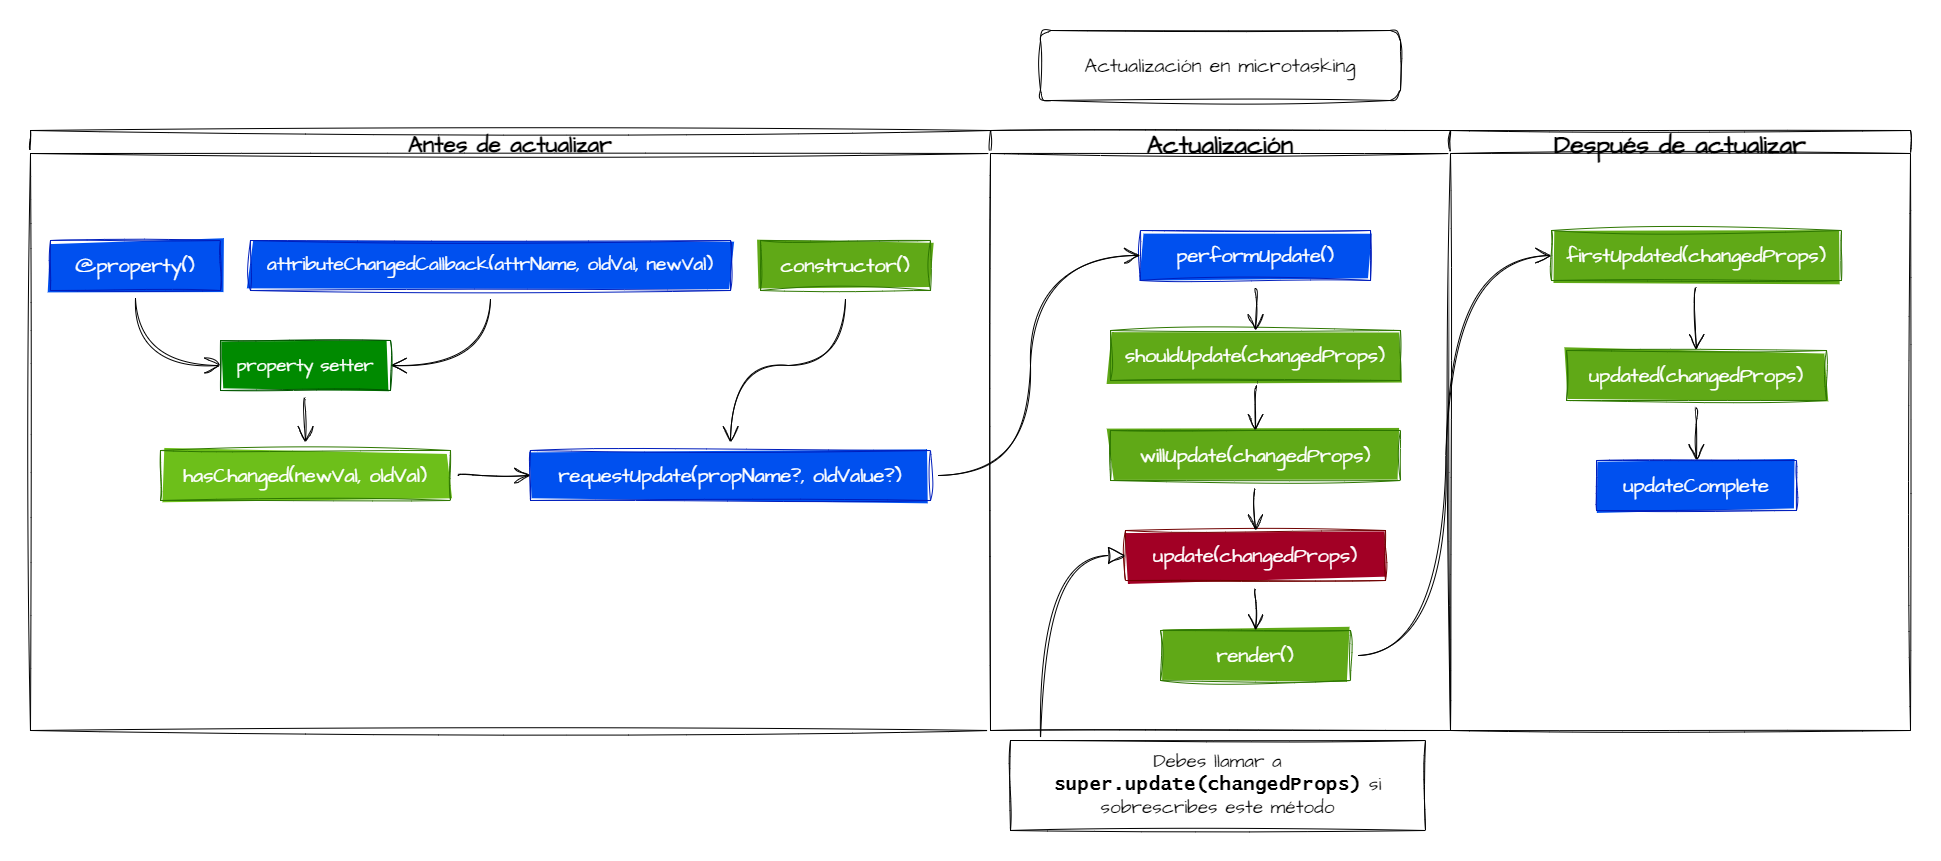 Actualización en microtasking
Antes de actualizar
Actualización
Después de actualizar
@property()
attributeChangedCallback(attrName, oldVal, newVal)
constructor()
property setter
hasChanged(newVal, oldVal)
requestUpdate(propName?, oldValue?)
performUpdate()
shouldUpdate(changedProps)
willUpdate(changedProps)
update(changedProps)
render()
firstUpdated(changedProps)
updated(changedProps)
updateComplete
Debes llamar a
super.update(changedProps) si
sobrescribes este método